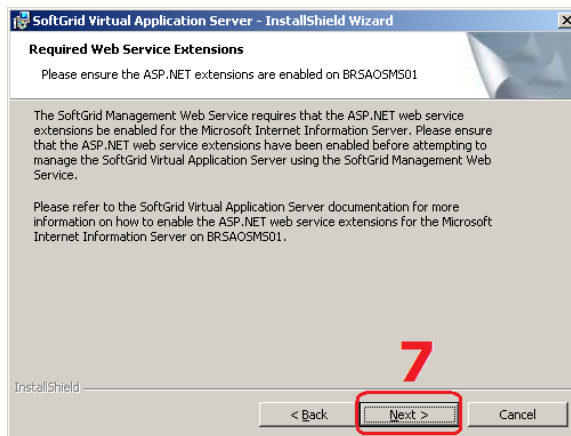 SoftGrid Virtual Application Server - InstallShield Wizard
Required Web Service Extensions
Please ensure the ASP.NET extensions are enabled on BRSAOSMS01
The SoftGrid Management Web Service requires that the ASP.NET web service
extensions be enabled for the Microsoft Internet Information Server. Please ensure
that the ASP.NET web service extensions have been enabled before attempting to
manage the SoftGrid Virtual Application Server using the SoftGrid Management Web
Service.
Please refer to the SoftGrid Virtual Application Server documentation for more
information on how to enable the ASP.NET web service extensions for the Microsoft
Internet Information Server on BRSAOSMS01.
7
InstallShield
< Back Next > Cancel